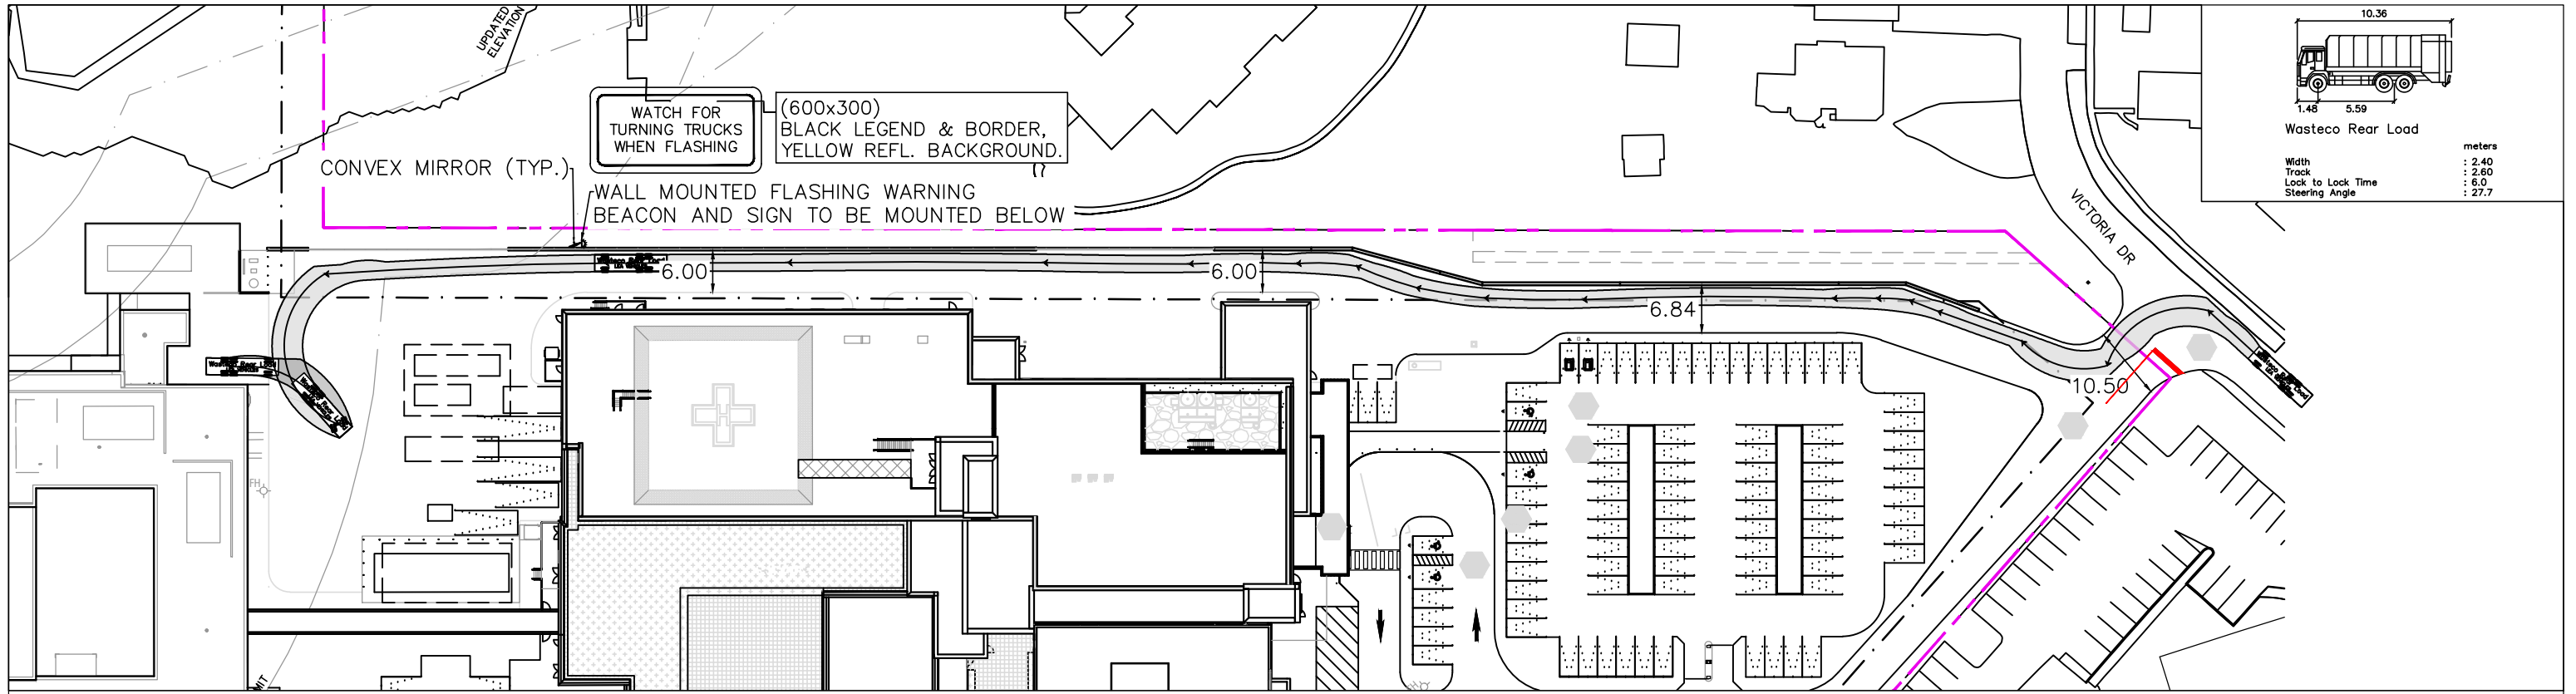 UPDATED
ELEVATION
WATCH FOR
TURNING TRUCKS
WHEN FLASHING
(600x300)
BLACK LEGEND & BORDER,
YELLOW REFL. BACKGROUND.
CONVEX MIRROR (TYP.)
WALL MOUNTED FLASHING WARNING
BEACON AND SIGN TO BE MOUNTED BELOW
10.36
1.48
5.59
Wasteco Rear Load
meters
Width : 2.40
Track : 2.60
Lock to Lock Time : 6.0
Steering Angle : 27.7
VICTORIA DR
6.00
6.00
6.84
10.50
FH